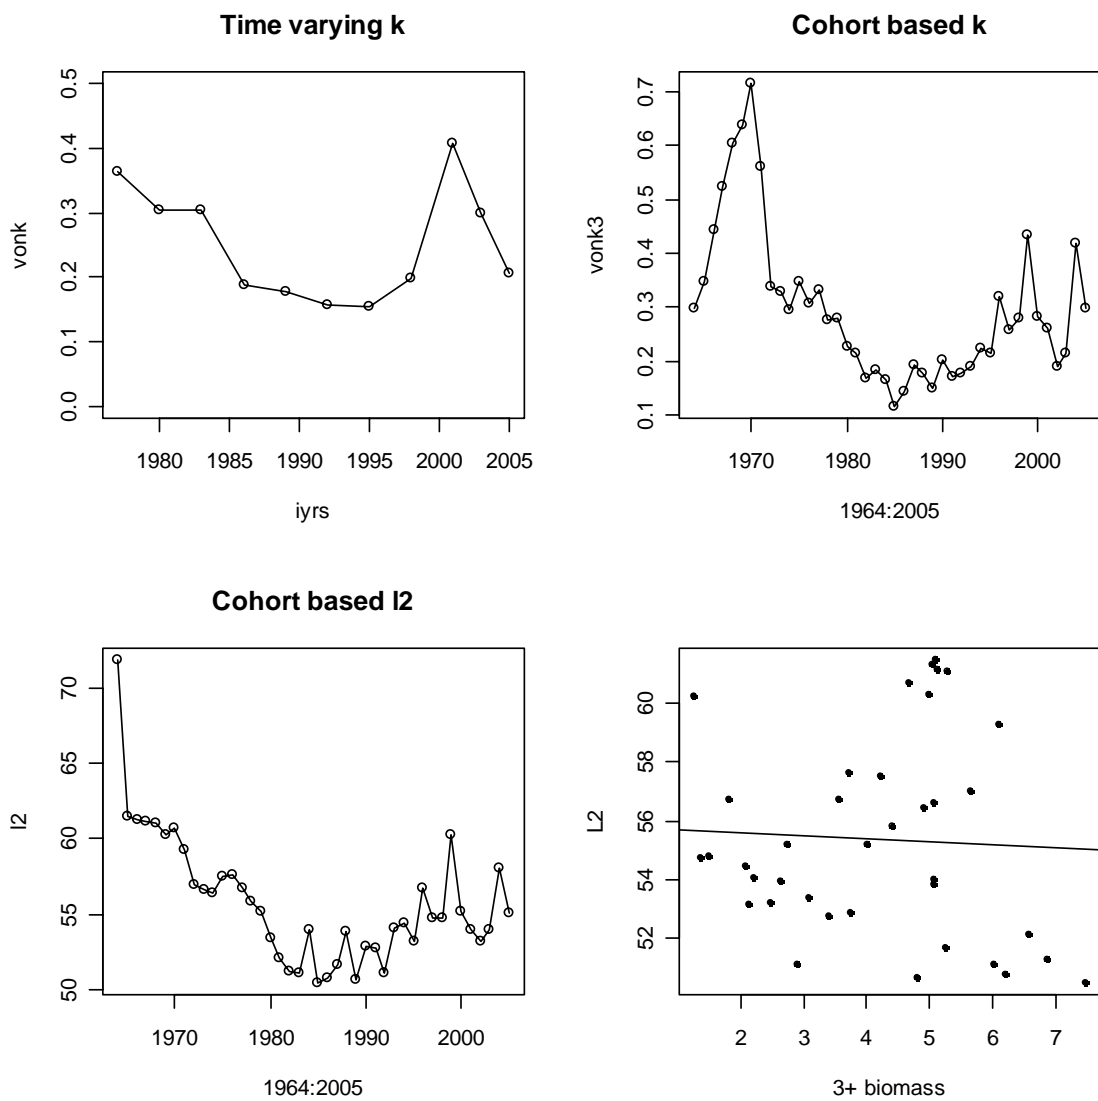 Time varying k
0.5
0.4
0.3
0.2
0.1
0.0
vonk
1980 1985 1990 1995 2000 2005
iyrs
Cohort based k
0.7
0.6
0.5
0.4
0.3
0.2
0.1
vonk3
1970 1980 1990 2000
1964:2005
Cohort based l2
70
65
60
55
50
l2
1970 1980 1990 2000
1964:2005
60
58
56
54
52
L2
2 3 4 5 6 7
3+ biomass